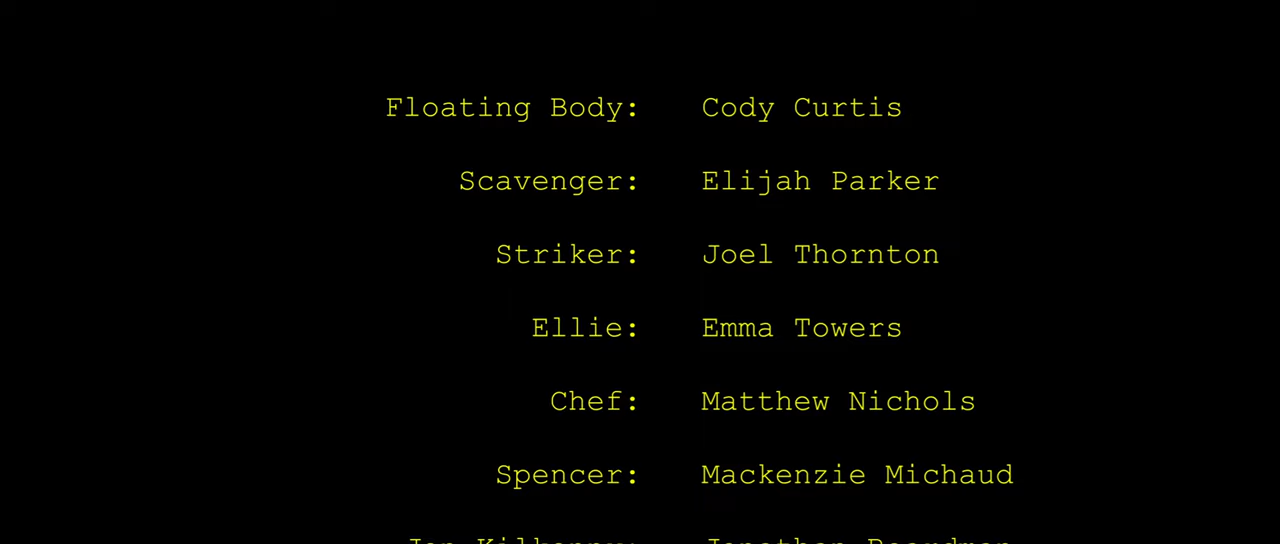 Floating Body: Cody Curtis
Scavenger: Elijah Parker
Striker: Joel Thornton
Ellie: Emma Towers
Chef: Matthew Nichols
Spencer: Mackenzie Michaud
Jonathan